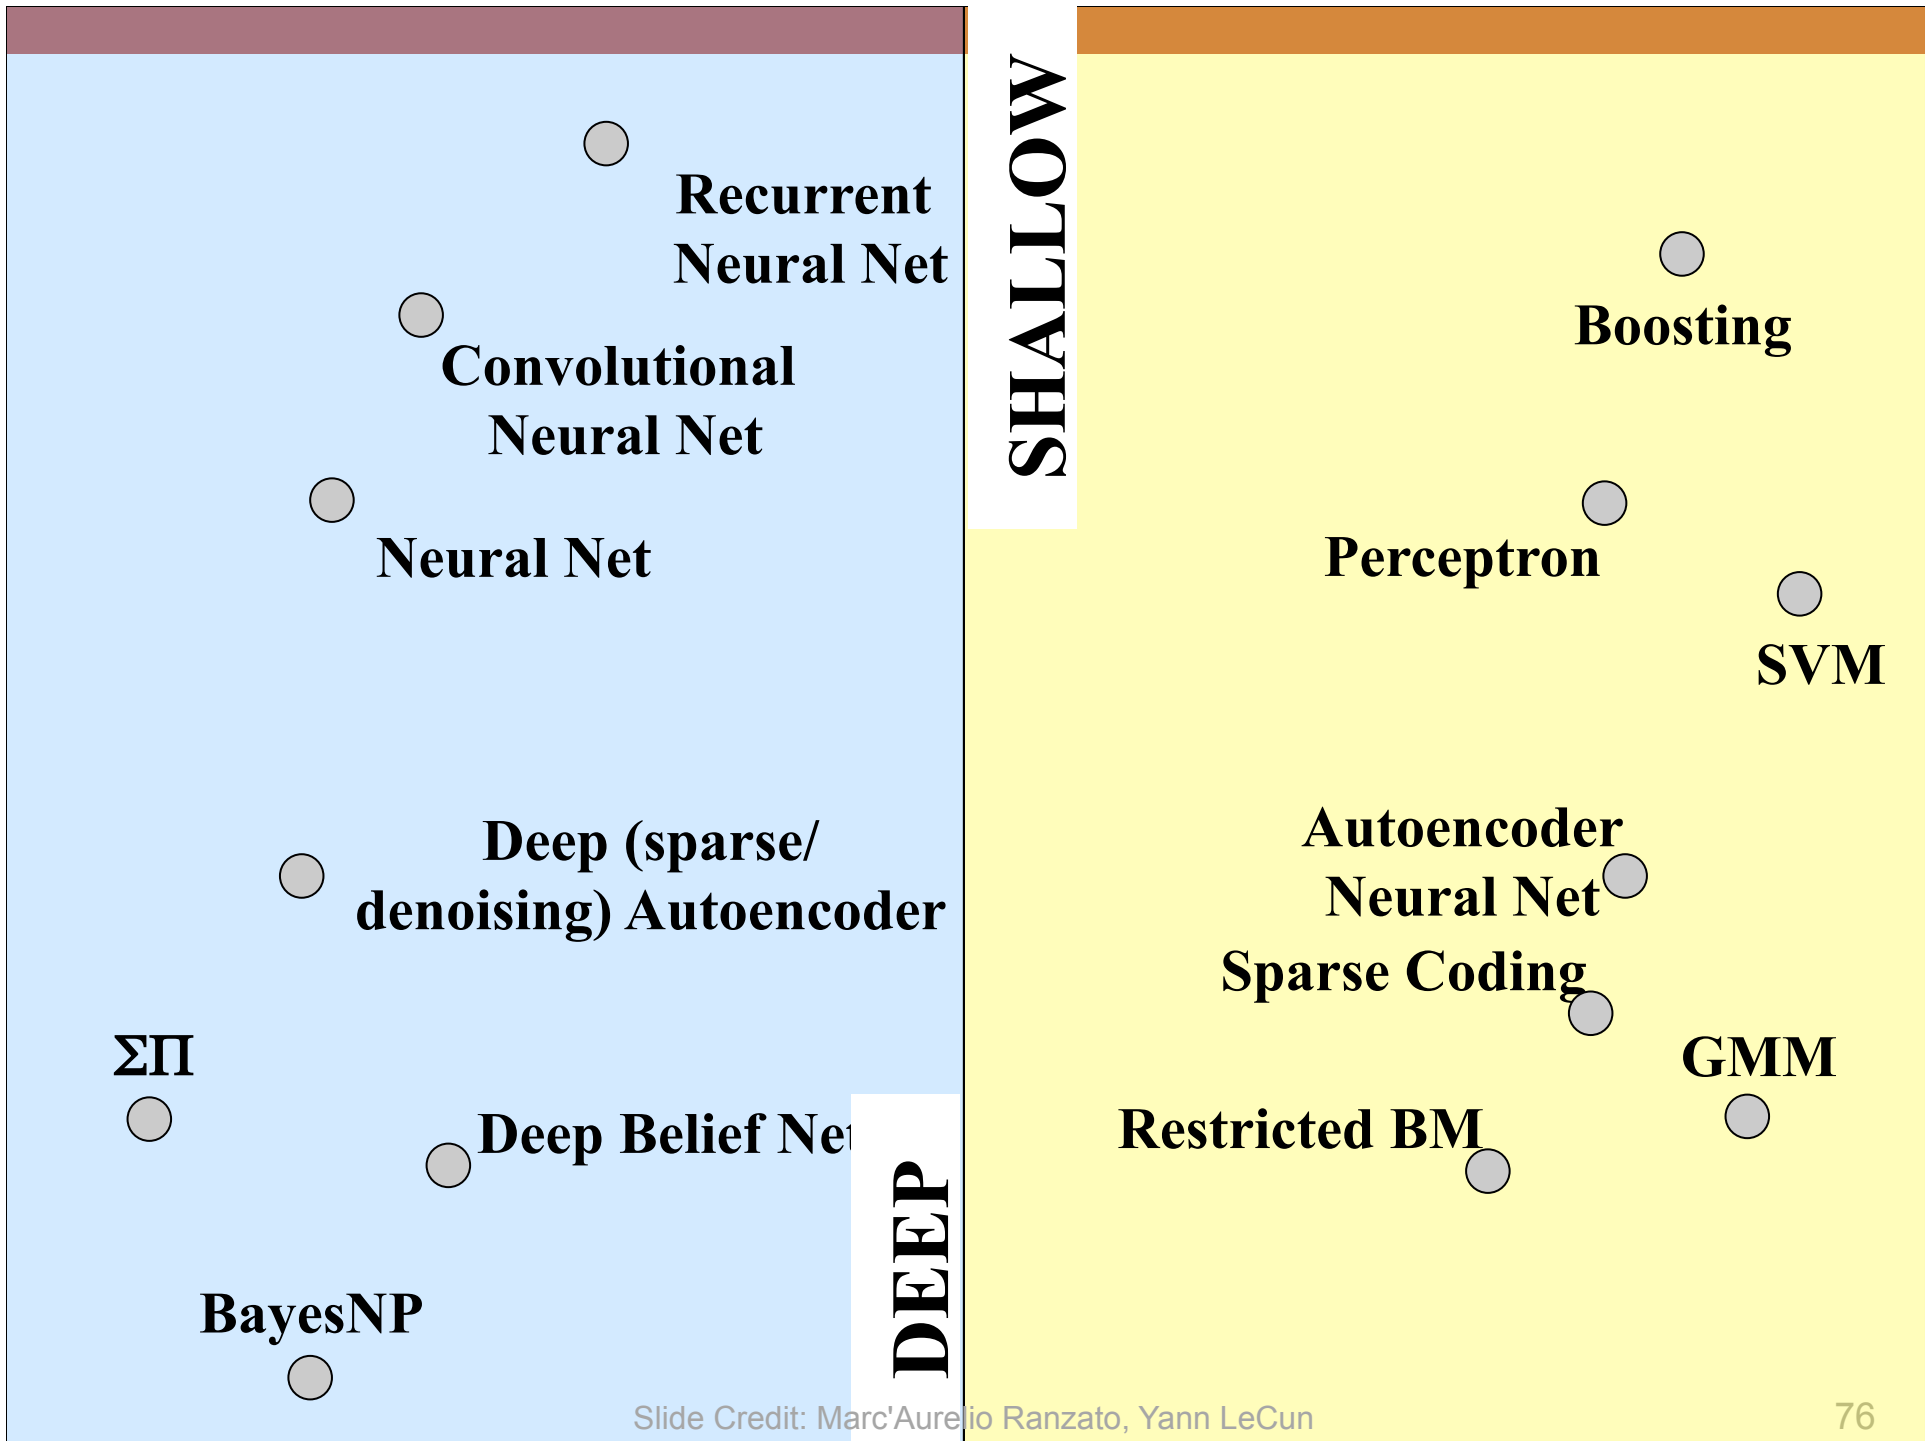 SHALLOW
Recurrent
Neural Net
Boosting
Convolutional
Neural Net
Neural Net
Perceptron
SVM
Deep (sparse/
denoising) Autoencoder
Autoencoder
Neural Net
Sparse Coding
ΣΠ
GMM
Deep Belief Net
Restricted BM
DEEP
BayesNP
Slide Credit: Marc'Aurelio Ranzato, Yann LeCun
76